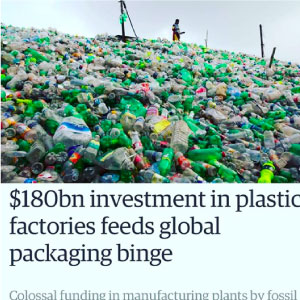 $180bn investment in plastic
factories feeds global
packaging binge
Colossal funding in manufacturing plants by fossil